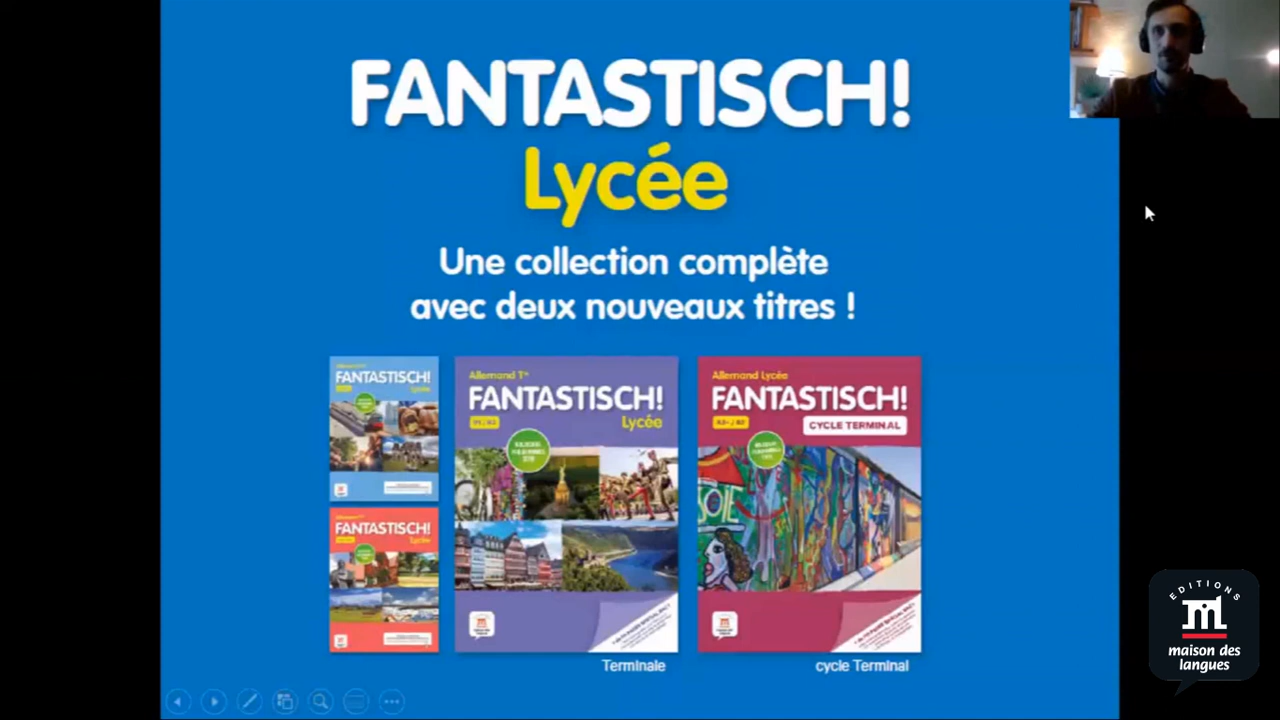 FANTASTISCH!
Lycée
Une collection complète
avec deux nouveaux titres !
FANTASTISCH!
Lycée
FANTASTISCH!
Lycée
Allemand Tle
FANTASTISCH!
Lycée
Terminale
Allemand Lycée
FANTASTISCH!
CYCLE TERMINAL
SOLE
cycle Terminal
EDITIONS
maison des
langues